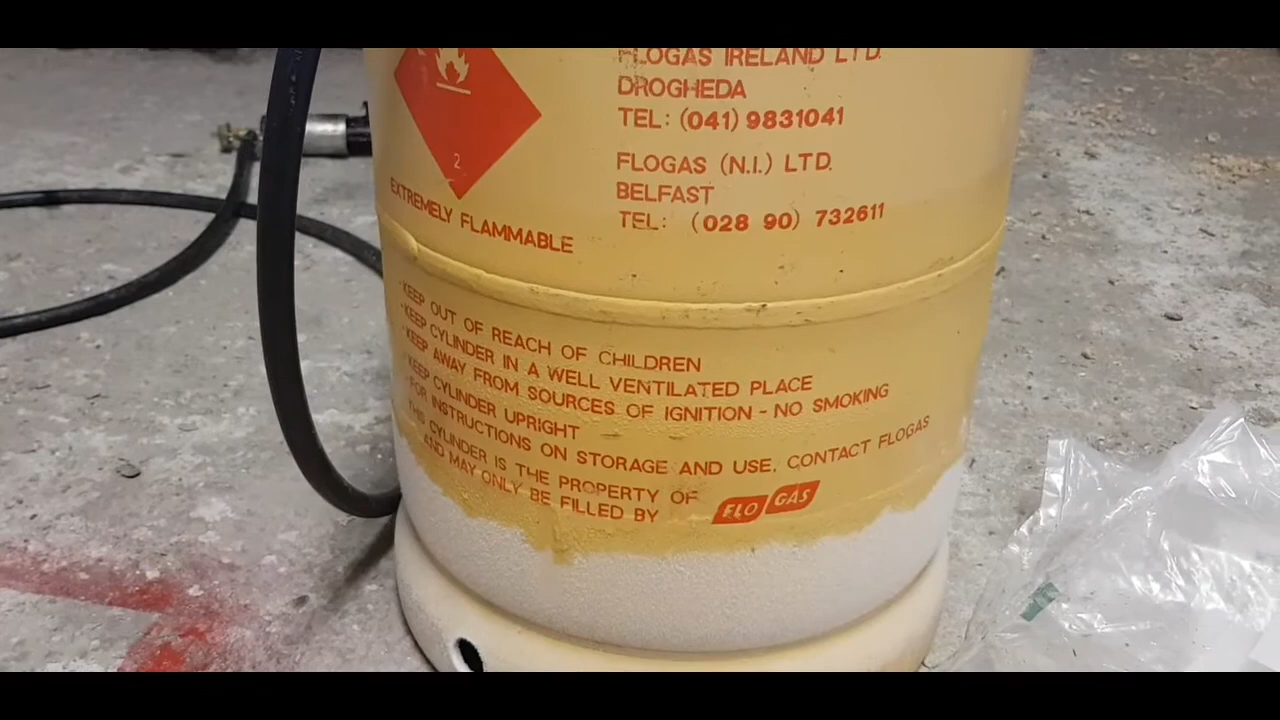 FLOGAS IRELAND LTD.
DROGHEDA
TEL: (041) 9831041
FLOGAS (N.I.) LTD.
BELFAST
TEL: (028 90) 732611
2
EXTREMELY FLAMMABLE
·KEEP OUT OF REACH OF CHILDREN
·KEEP CYLINDER IN A WELL VENTILATED PLACE
·KEEP AWAY FROM SOURCES OF IGNITION - NO SMOKING
·KEEP CYLINDER UPRIGHT
·FOR INSTRUCTIONS ON STORAGE AND USE, CONTACT FLOGAS
THIS CYLINDER IS THE PROPERTY OF
AND MAY ONLY BE FILLED BY
FLO GAS